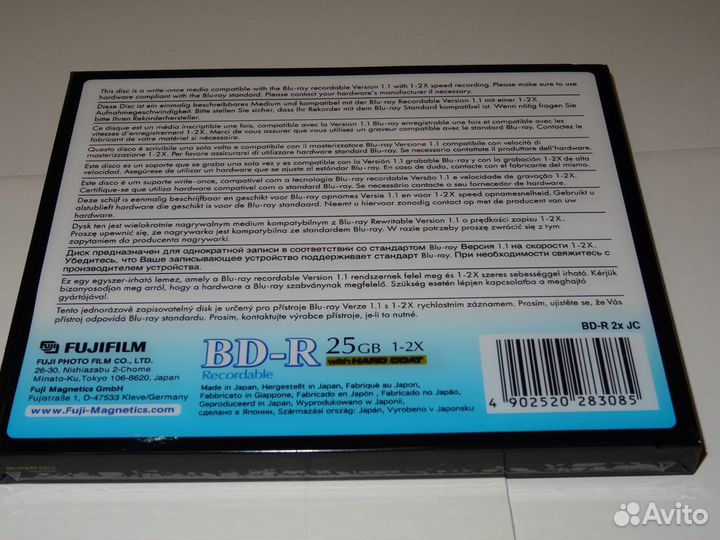 This disc is a write-once media compatible with the Blu-ray recordable Version 1.1 with 1-2X speed recording. Please make sure to use
hardware compliant with the Blu-ray standard. Please contact your hardware's manufacturer if necessary.
Diese Disc ist ein einmalig beschreibbares Medium und kompatibel mit der Blu-ray Recordable Version 1.1 mit einer 1-2X
Aufnahmegeschwindigkeit. Bitte stellen Sie sicher, dass Ihr Rekorder mit dem Blu-ray Standard kompatibel ist. Wenn nötig fragen Sie
bitte Ihren Rekorderhersteller.
Ce disque est un média inscriptible une fois, compatible avec la version 1.1 Blu-ray enregistrable une fois et compatible avec les
vitesses d'enregistrement 1-2X. Merci de vous assurer que vous utilisez un graveur compatible avec le standard Blu-ray. Contactez le
fabricant de votre matériel si nécessaire.
Questo disco è scrivibile una sola volta e compatibile con il masterizzatore Blu-ray Versione 1.1 compatibile con velocità di
masterizzazione 1-2X. Per favore assicurarsi di utilizzare hardware compatibile con lo standard Blu-ray. Se necessario contattate il produttore dell'hardware.
Este disco es un suporte que se graba una sola vez y es compatible con la Versión 1.1 grabable Blu-ray y con la grabación 1-2X de alta
velocidad. Asegúrese de utilizar un hardware que se ajuste al estándar Blu-ray. En caso de duda, contacte con el fabricante del mismo.
Este disco é um suporte write-once, compatível com a tecnologia Blu-ray recordable Versão 1.1 e velocidade de gravação 1-2X.
Certifique-se que utiliza hardware compatível com o standard Blu-ray. Se necessário contacte o seu fornecedor de hardware.
Deze schijf is eenmalig beschrijfbaar en geschikt voor Blu-ray opnames Versie 1.1 en voor 1-2X speed opnamesnelheid. Gebruikt u
alstublieft hardware die geschikt is voor de Blu-ray standaard. Neemt u hiervoor zonodig contact op met de producent van uw
hardware.
Dysk ten jest wielokrotnie nagrywalnym medium kompatybilnym z Blu-ray Rewritable Version 1.1 o prędkości zapisu 1-2X.
Proszę upewnić się, że nagrywarka jest kompatybilna ze standardem Blu-ray. W razie potrzeby proszę zwrócić się z tym
zapytaniem do producenta nagrywarki.
Диск предназначен для однократной записи в соответствии со стандартом Blu-ray Версия 1.1 на скорости 1-2X.
Убедитесь, что Ваше записывающее устройство поддерживает стандарт Blu-ray. При необходимости свяжитесь с
производителем устройства.
Ez egy egyszer-írható lemez, amely a Blu-ray recordable Version 1.1 rendszernek felel meg és 1-2X szeres sebességgel írható. Kérjük
bizonyosodjon meg arról, hogy a hardware a Blu-ray szabványnak megfelelő. Szükség esetén lépjen kapcsolatba a meghajtó
gyártójával.
Tento jednorázově zapisovatelný disk je určený pro přístroje Blu-ray Verze 1.1 s 1-2X rychlostním záznamem. Prosím, ujistěte se, že Vás
přístroj odpovídá Blu-ray standardu. Prosím, kontaktujte výrobce přístroje, je-li to nutné.
BD-R 2x JC
FUJIFILM
FUJI PHOTO FILM CO., LTD.
26-30, Nishiazabu 2-Chome
Minato-Ku,Tokyo 106-8620, Japan
Fuji Magnetics GmbH
Fujistraße 1, D-47533 Kleve/Germany
www.Fuji-Magnetics.com
BD-R 25GB 1-2X
Recordable
with HARD COAT
Made in Japan, Hergestellt in Japan, Fabriqué au Japon,
Fabbricato in Giappone, Fabricado en Japón , Fabricado no Japão,
Geproduceerd in Japan, Wyprodukowano w Japonii,
сделано в Японии, Származási ország: Japán, Vyrobeno v Japonsku
4 902520 283085
Avito